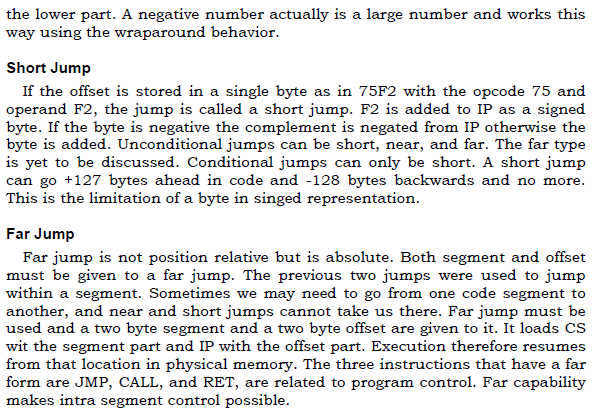 the lower part. A negative number actually is a large number and works this
way using the wraparound behavior.
Short Jump
If the offset is stored in a single byte as in 75F2 with the opcode 75 and
operand F2, the jump is called a short jump. F2 is added to IP as a signed
byte. If the byte is negative the complement is negated from IP otherwise the
byte is added. Unconditional jumps can be short, near, and far. The far type
is yet to be discussed. Conditional jumps can only be short. A short jump
can go +127 bytes ahead in code and -128 bytes backwards and no more.
This is the limitation of a byte in singed representation.
Far Jump
Far jump is not position relative but is absolute. Both segment and offset
must be given to a far jump. The previous two jumps were used to jump
within a segment. Sometimes we may need to go from one code segment to
another, and near and short jumps cannot take us there. Far jump must be
used and a two byte segment and a two byte offset are given to it. It loads CS
wit the segment part and IP with the offset part. Execution therefore resumes
from that location in physical memory. The three instructions that have a far
form are JMP, CALL, and RET, are related to program control. Far capability
makes intra segment control possible.